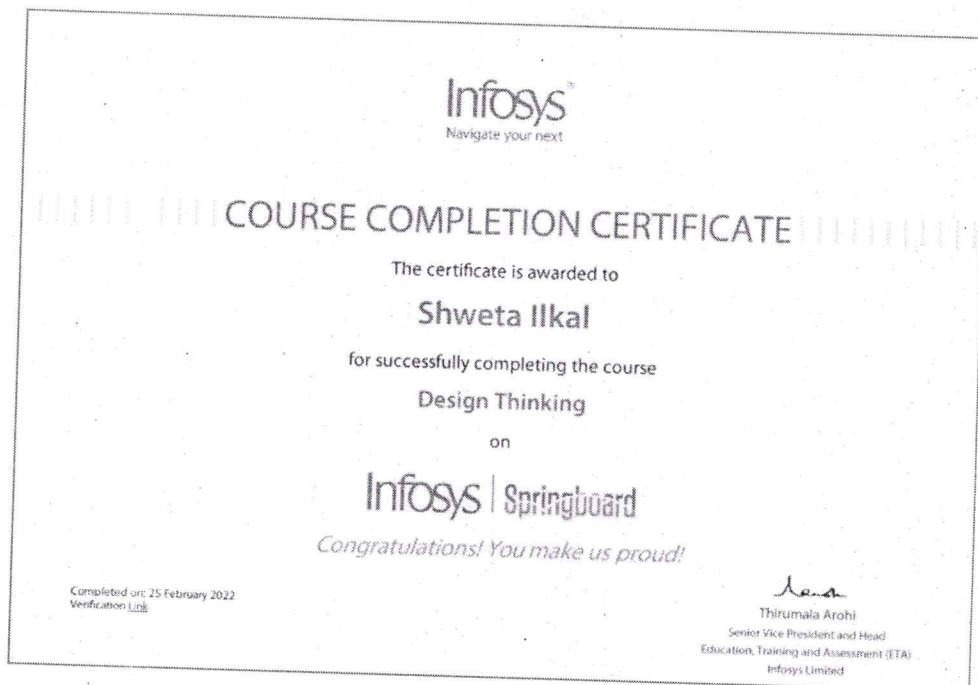 Infosys®
Navigate your next
COURSE COMPLETION CERTIFICATE
The certificate is awarded to
Shweta Ilkal
for successfully completing the course
Design Thinking
on
Infosys | Springboard
Congratulations! You make us proud!
Completed on: 25 February 2022
Verification Link
Thirumala Arohi
Senior Vice President and Head
Education, Training and Assessment (ETA)
Infosys Limited